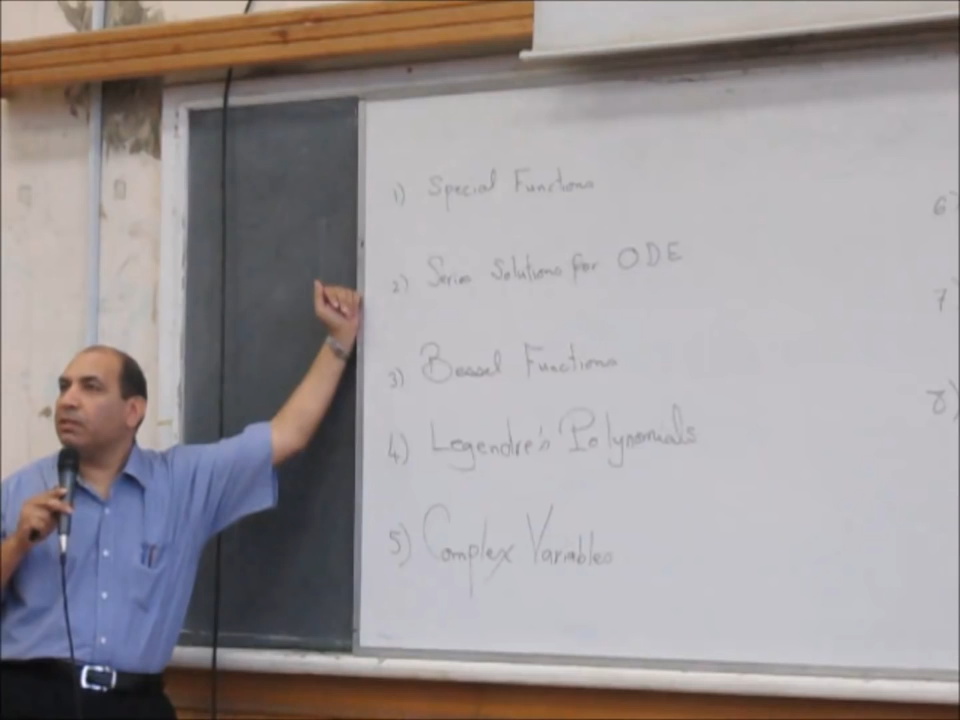 1) Special Functions
2) Series Solutions for ODE
3) Bessel Functions
4) Legendre's Polynomials
5) Complex Variables
6)
7
8)